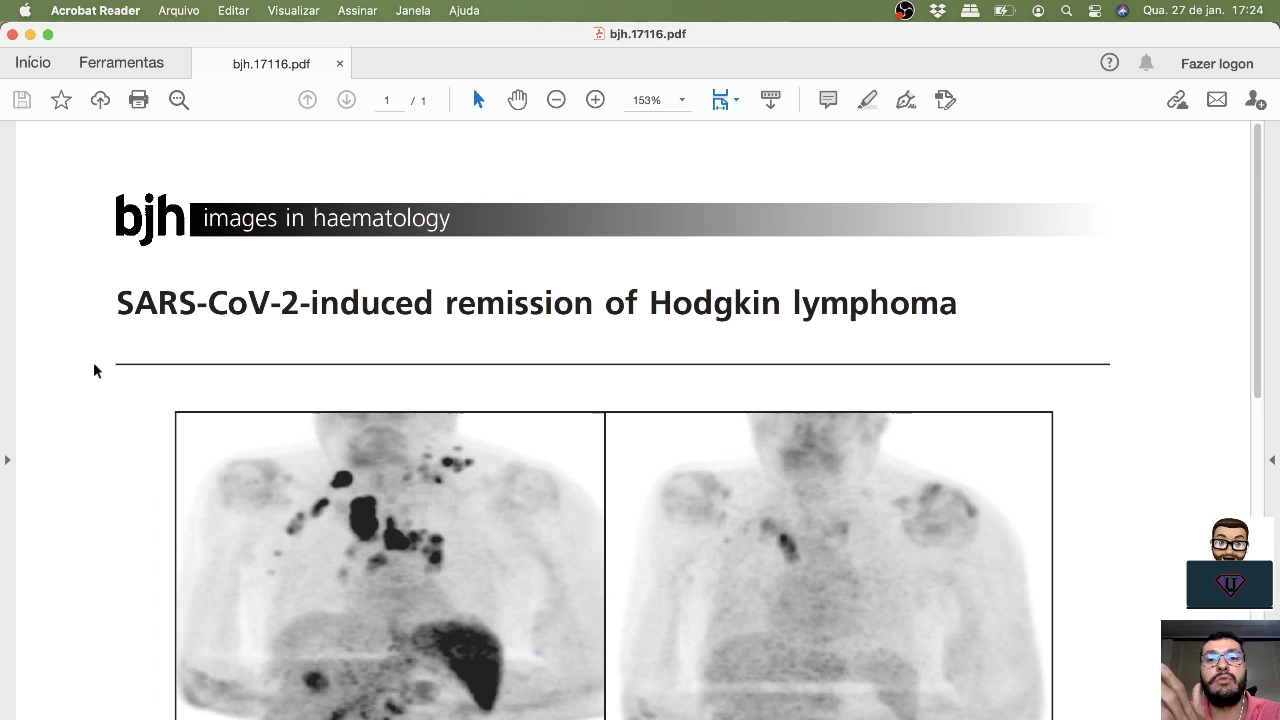 Acrobat Reader Arquivo Editar Visualizar Assinar Janela Ajuda Qua. 27 de jan. 17:24
bjh.17116.pdf
Início Ferramentas bjh.17116.pdf × Fazer logon
1 / 1 153%
bjh images in haematology
SARS-CoV-2-induced remission of Hodgkin lymphoma